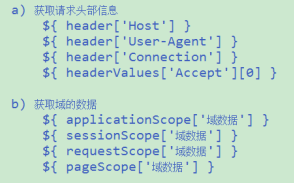 a) 获取请求头部信息
${ header['Host'] }
${ header['User-Agent'] }
${ header['Connection'] }
${ headerValues['Accept'][0] }
b) 获取域的数据
${ applicationScope['域数据'] }
${ sessionScope['域数据'] }
${ requestScope['域数据'] }
${ pageScope['域数据'] }